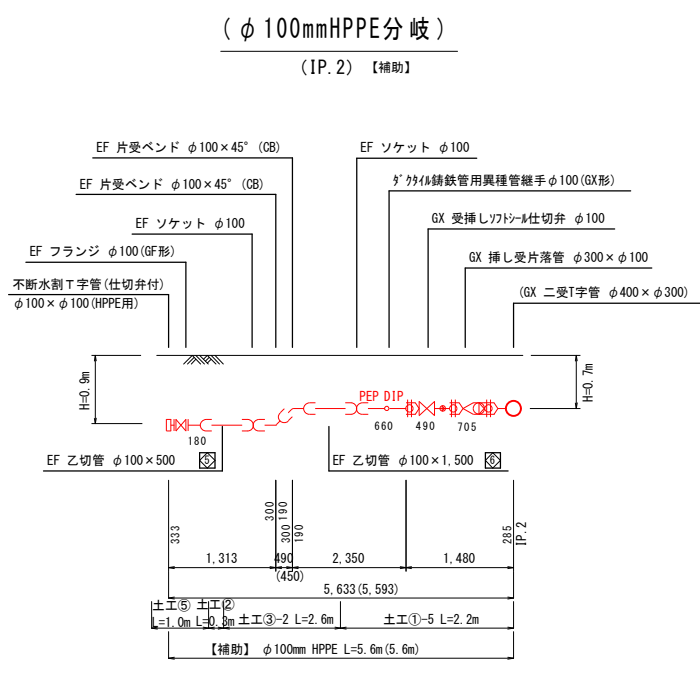 (φ100mmHPPE分岐)
(IP.2) 【補助】
EF 片受ベンド φ100×45° (CB)
EF ソケット φ100
EF 片受ベンド φ100×45° (CB)
ダクタイル鋳鉄管用異種管継手φ100(GX形)
EF ソケット φ100
GX 受挿しソフトシール仕切弁 φ100
EF フランジ φ100(GF形)
GX 挿し受片落管 φ300×φ100
不断水割T字管(仕切弁付)
φ100×φ100(HPPE用)
(GX 二受T字管 φ400×φ300)
H=0.9m
H=0.7m
PEP DIP
180
660
490
705
EF 乙切管 φ100×500
5
EF 乙切管 φ100×1,500
6
333
300
190
300
190
285
IP.2
1,313
490
(450)
2,350
1,480
5,633(5,593)
土工⑤
L=1.0m
土工②
L=0.3m
土工③-2 L=2.6m
土工①-5 L=2.2m
【補助】 φ100mm HPPE L=5.6m(5.6m)